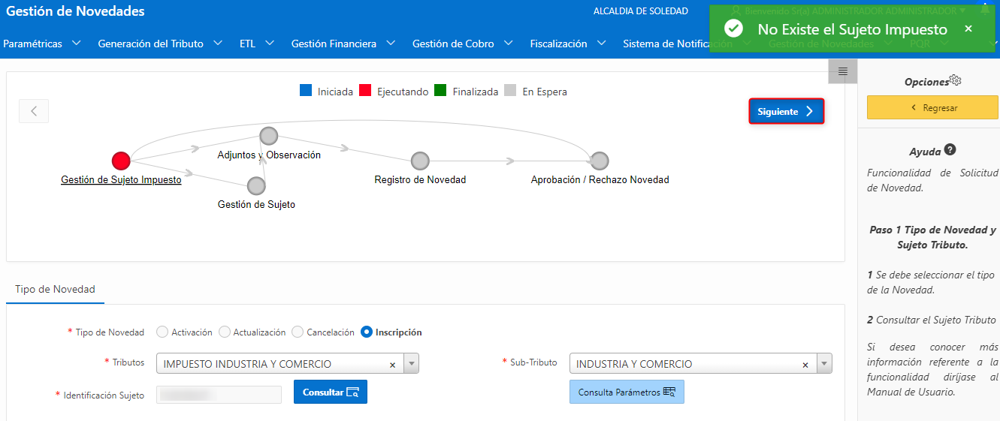 Gestión de Novedades
ALCALDIA DE SOLEDAD
Bienvenido Sr(a) ADMINISTRADOR ADMINISTRADOR
No Existe el Sujeto Impuesto ×
Paramétricas Generación del Tributo ETL Gestión Financiera Gestión de Cobro Fiscalización Sistema de Notificación Gestión de Novedades PQR
Iniciada Ejecutando Finalizada En Espera
Siguiente
Adjuntos y Observación
Gestión de Sujeto Impuesto
Registro de Novedad
Aprobación / Rechazo Novedad
Gestión de Sujeto
Opciones
Regresar
Ayuda ?
Funcionalidad de Solicitud
de Novedad.
Paso 1 Tipo de Novedad y
Sujeto Tributo.
1 Se debe seleccionar el tipo
de la Novedad.
2 Consultar el Sujeto Tributo
Si desea conocer más
información referente a la
funcionalidad diríjase al
Manual de Usuario.
Tipo de Novedad
* Tipo de Novedad Activación Actualización Cancelación Inscripción
* Tributos IMPUESTO INDUSTRIA Y COMERCIO ×
* Sub-Tributo INDUSTRIA Y COMERCIO ×
* Identificación Sujeto
Consultar
Consulta Parámetros